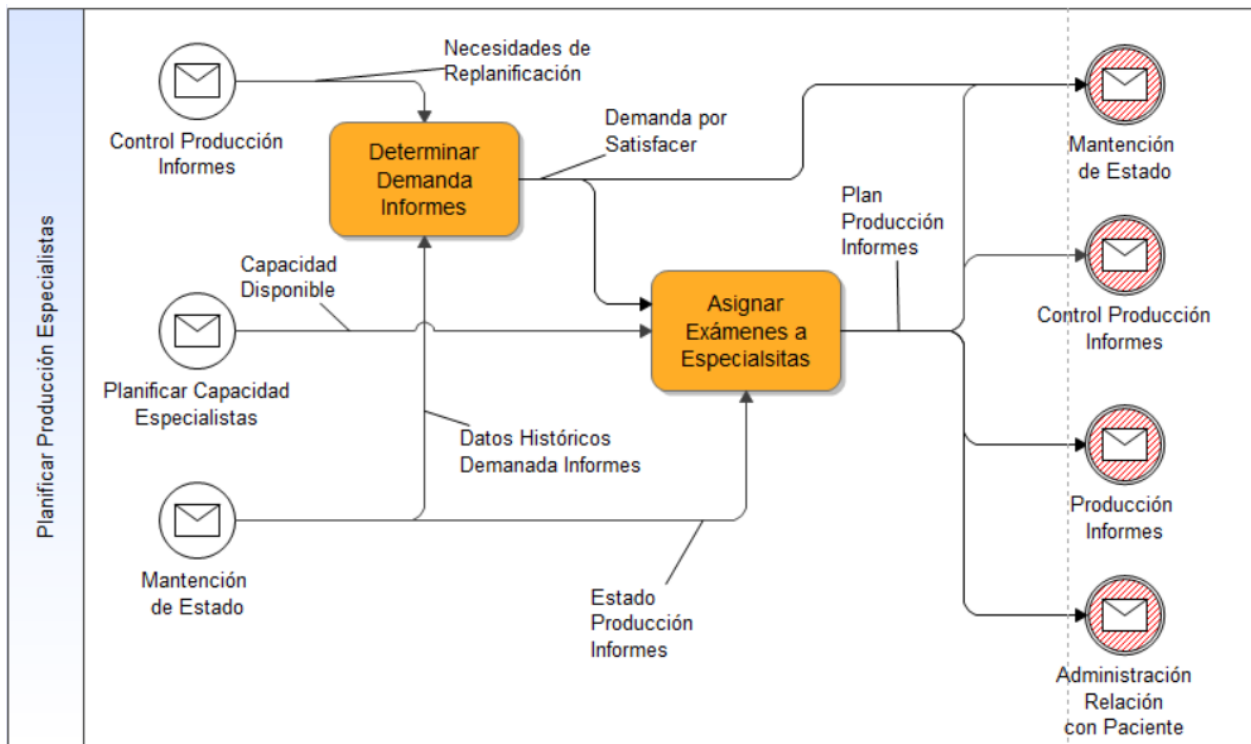 Planificar Producción Especialistas
Control Producción
Informes
Necesidades de
Replanificación
Determinar
Demanda
Informes
Demanda por
Satisfacer
Mantención
de Estado
Capacidad
Disponible
Planificar Capacidad
Especialistas
Asignar
Exámenes a
Especialsitas
Plan
Producción
Informes
Control Producción
Informes
Datos Históricos
Demanada Informes
Mantención
de Estado
Estado
Producción
Informes
Producción
Informes
Administración
Relación
con Paciente